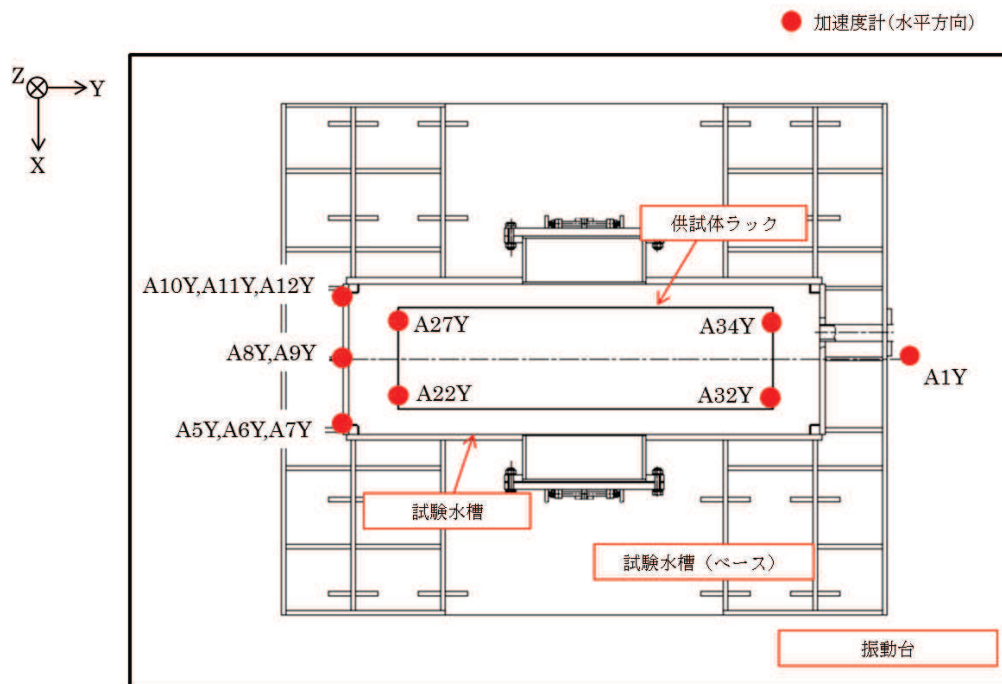 加速度計(水平方向)
Z
Y
X
供試体ラック
A10Y,A11Y,A12Y
A27Y
A34Y
A8Y,A9Y
A1Y
A22Y
A32Y
A5Y,A6Y,A7Y
試験水槽
試験水槽（ベース）
振動台